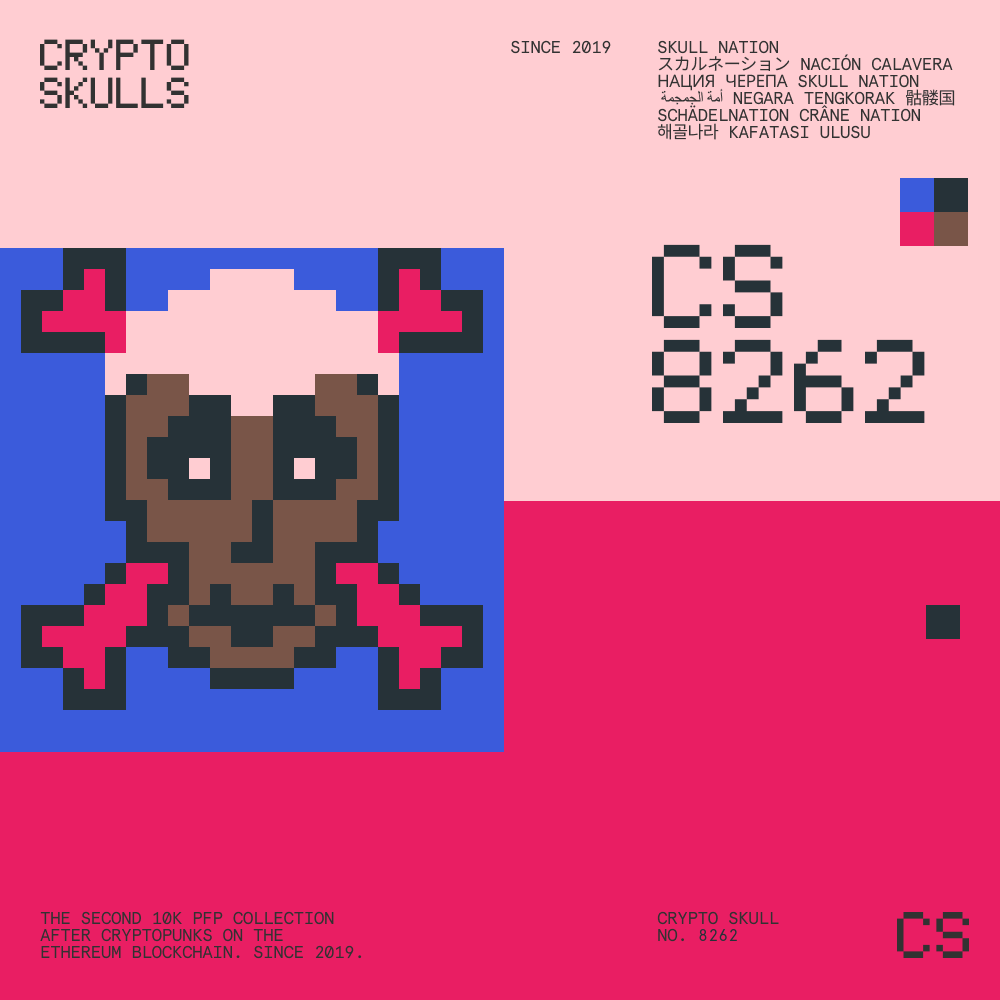 CRYPTO
SKULLS
SINCE 2019
SKULL NATION
スカルネーション NACIÓN CALAVERA
НАЦИЯ ЧЕРЕПА SKULL NATION
أمة الجمجمة NEGARA TENGKORAK 骷髅国
SCHÄDELNATION CRÂNE NATION
해골나라 KAFATASI ULUSU
CS
8262
THE SECOND 10K PFP COLLECTION
AFTER CRYPTOPUNKS ON THE
ETHEREUM BLOCKCHAIN. SINCE 2019.
CRYPTO SKULL
NO. 8262
CS